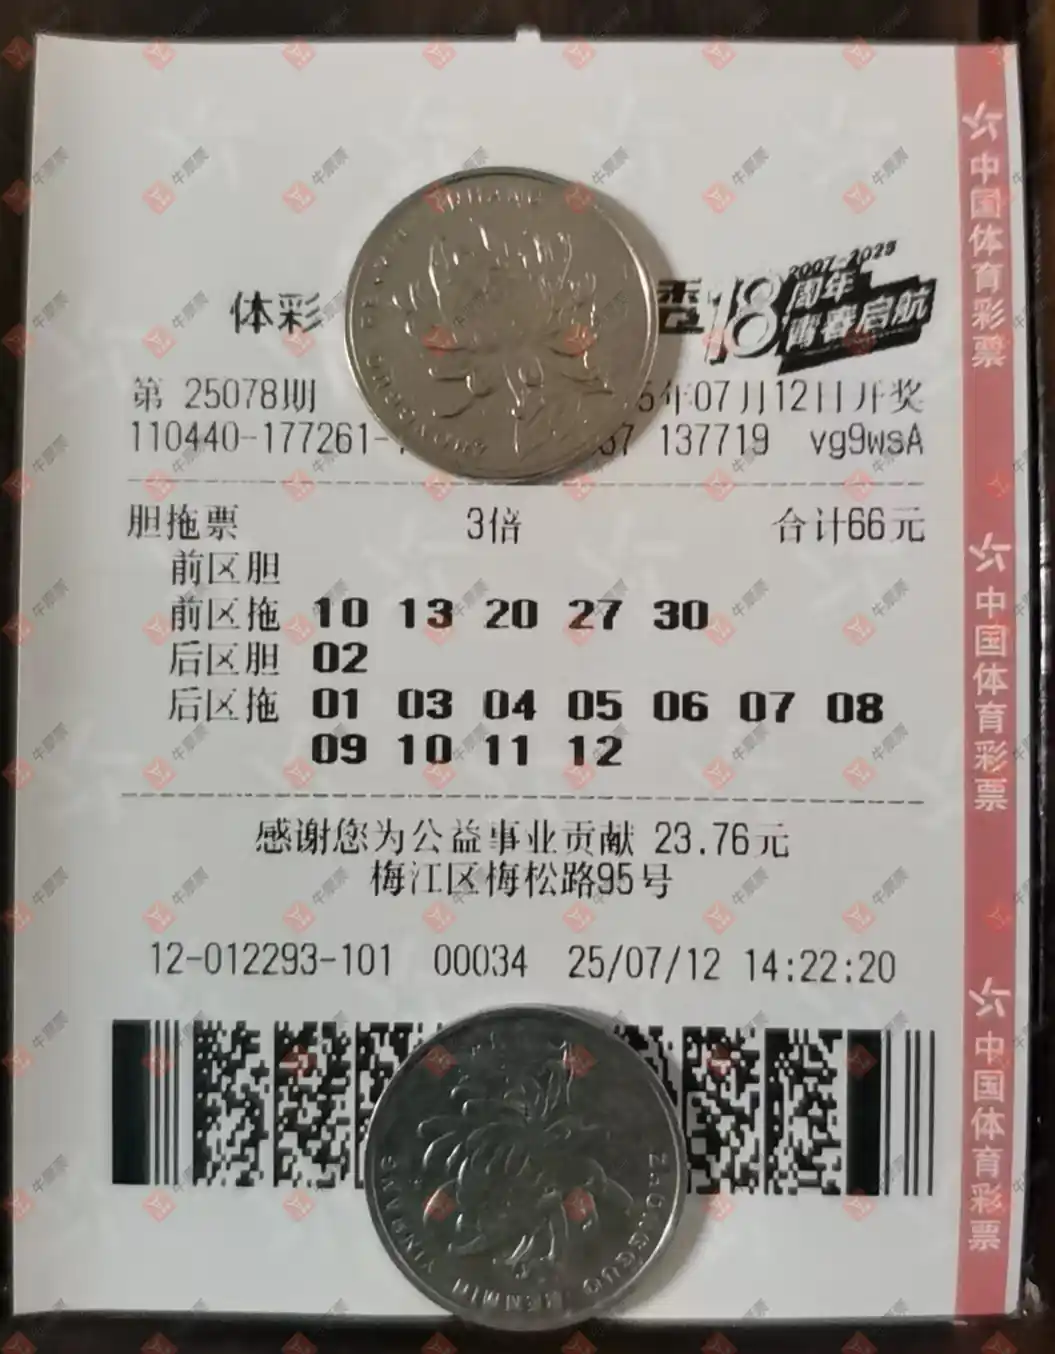 体彩
2007-2025
18周年
青春启航
第 25078期
5年07月12日开奖
110440-177261-
137719 vg9wsA
胆拖票 3倍 合计66元
前区胆
前区拖 10 13 20 27 30
后区胆 02
后区拖 01 03 04 05 06 07 08
09 10 11 12
感谢您为公益事业贡献 23.76元
梅江区梅松路95号
12-012293-101 00034 25/07/12 14:22:20
中国体育彩票
中国体育彩票
中国体育彩票
牛票票